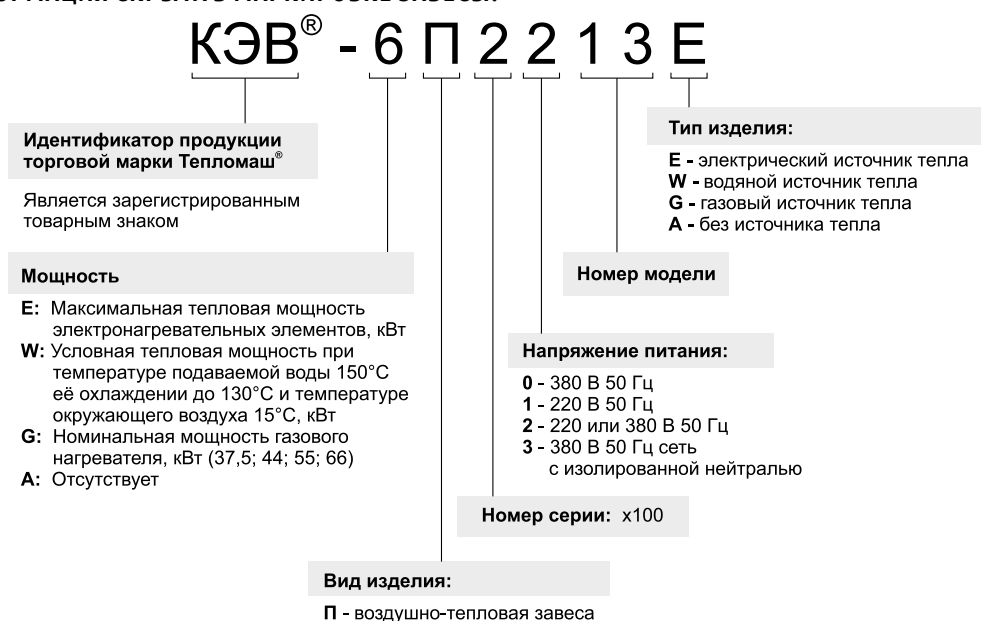 КЭВ® - 6 П 2 2 1 3 Е
Идентификатор продукции
торговой марки Тепломаш®
Является зарегистрированным
товарным знаком
Тип изделия:
Е - электрический источник тепла
W - водяной источник тепла
G - газовый источник тепла
А - без источника тепла
Мощность
Е: Максимальная тепловая мощность
электронагревательных элементов, кВт
W: Условная тепловая мощность при
температуре подаваемой воды 150°С
её охлаждении до 130°С и температуре
окружающего воздуха 15°С, кВт
G: Номинальная мощность газового
нагревателя, кВт (37,5; 44; 55; 66)
А: Отсутствует
Номер модели
Напряжение питания:
0 - 380 В 50 Гц
1 - 220 В 50 Гц
2 - 220 или 380 В 50 Гц
3 - 380 В 50 Гц сеть
с изолированной нейтралью
Номер серии: х100
Вид изделия:
П - воздушно-тепловая завеса